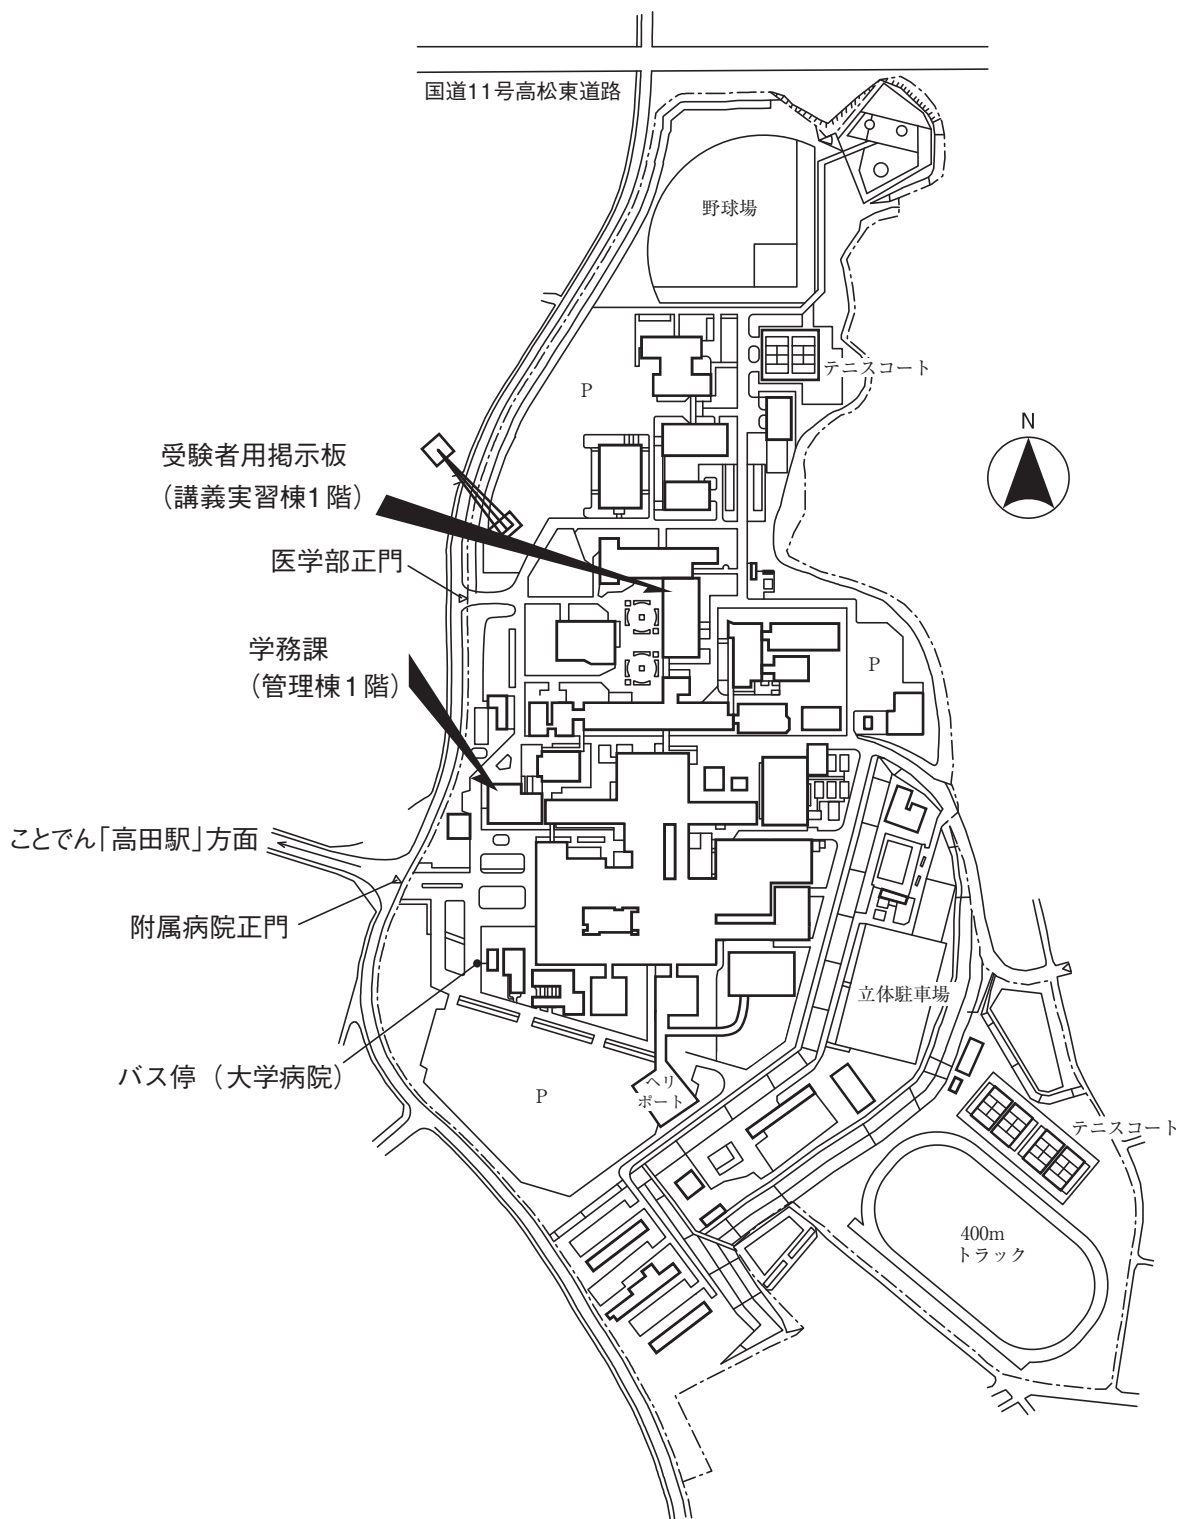 国道11号高松東道路
野球場
テニスコート
P
N
受験者用掲示板
（講義実習棟1階）
医学部正門
学務課
（管理棟1階）
P
ことでん「高田駅」方面
附属病院正門
立体駐車場
バス停（大学病院）
P
ヘリ
ポート
テニスコート
400m
トラック